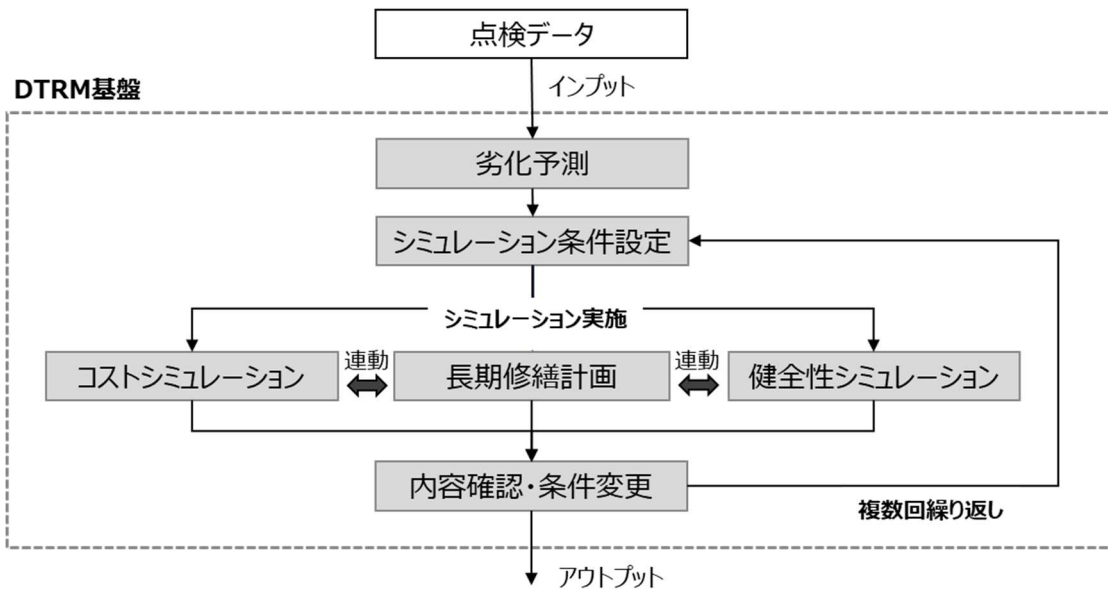 点検データ
インプット
DTRM基盤
劣化予測
シミュレーション条件設定
シミュレーション実施
コストシミュレーション
連動
長期修繕計画
連動
健全性シミュレーション
内容確認・条件変更
複数回繰り返し
アウトプット